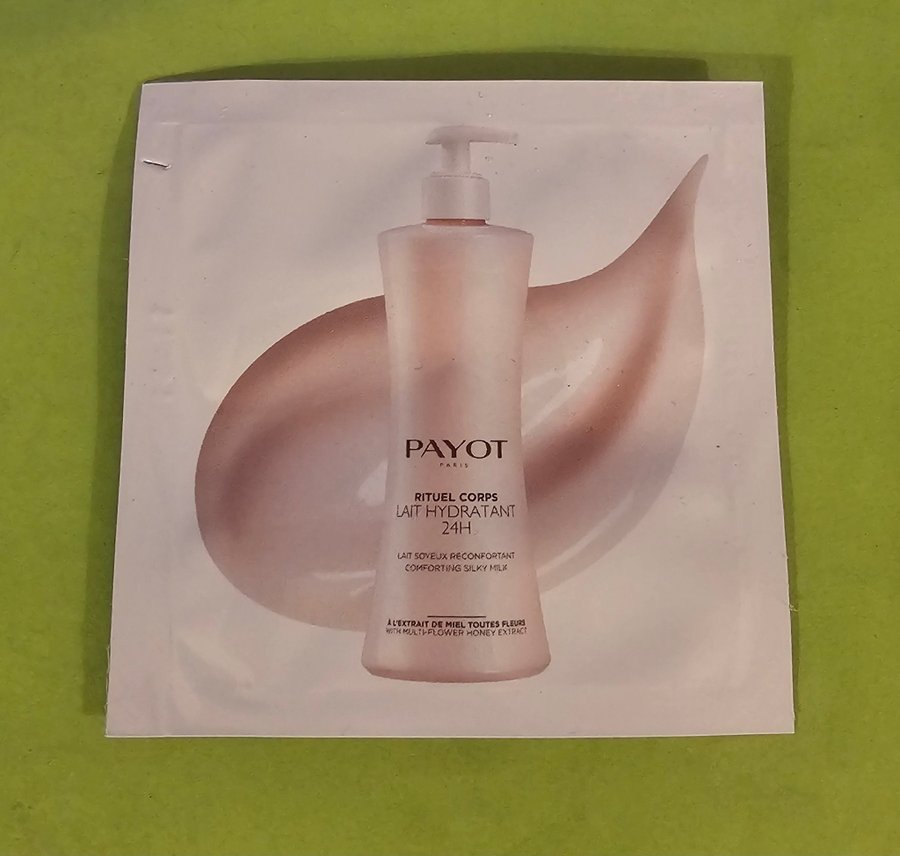 PAYOT
PARIS
RITUEL CORPS
LAIT HYDRATANT
24H
LAIT SOYEUX RÉCONFORTANT
COMFORTING SILKY MILK
À L'EXTRAIT DE MIEL TOUTES FLEURS
WITH MULTI-FLOWER HONEY EXTRACT